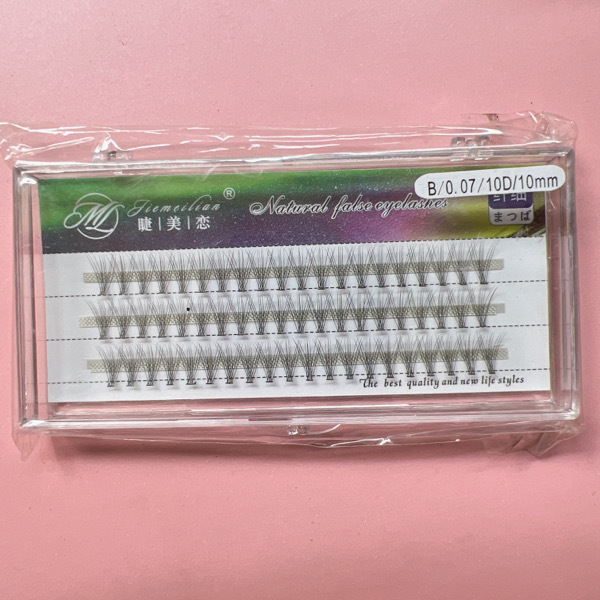 B/0.07/10D/10mm
ML Jiemeilian ®
睫|美|恋
Natural false eyelashes
まつげ
The best quality and new life styles